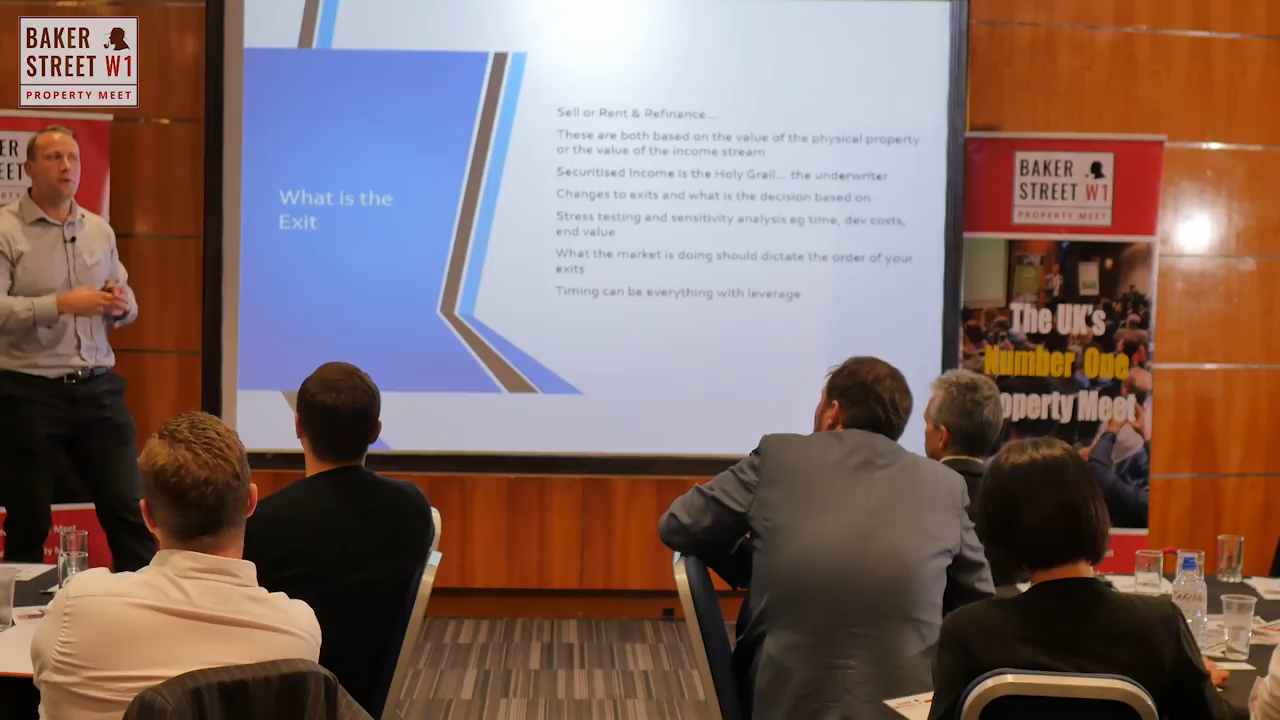 BAKER
STREET W1
PROPERTY MEET
What is the
Exit
Sell or Rent & Refinance...
These are both based on the value of the physical property
or the value of the income stream
Securitised Income is the Holy Grail... the underwriter
Changes to exits and what is the decision based on
Stress testing and sensitivity analysis eg time, dev costs,
end value
What the market is doing should dictate the order of your
exits
Timing can be everything with leverage
BAKER
STREET W1
PROPERTY MEET
The UK's
Number One
operty Meet